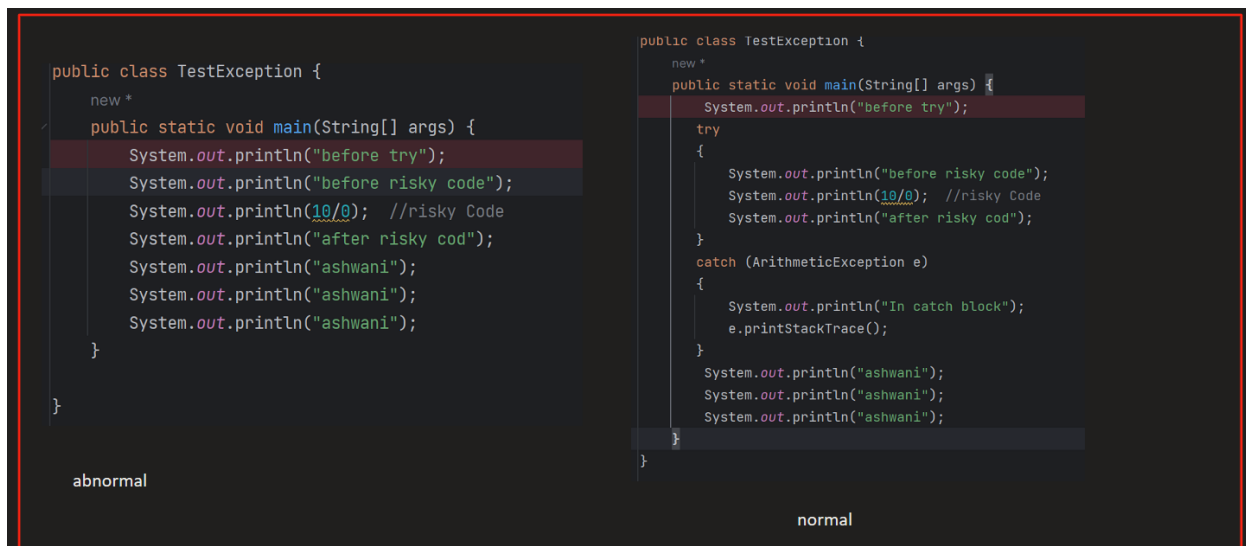 public class TestException {
new *
public static void main(String[] args) {
System.out.println("before try");
System.out.println("before risky code");
System.out.println(10/0);  //risky Code
System.out.println("after risky cod");
System.out.println("ashwani");
System.out.println("ashwani");
System.out.println("ashwani");
}
}
abnormal
public class TestException {
new *
public static void main(String[] args) {
System.out.println("before try");
try
{
System.out.println("before risky code");
System.out.println(10/0);  //risky Code
System.out.println("after risky cod");
}
catch (ArithmeticException e)
{
System.out.println("In catch block");
e.printStackTrace();
}
System.out.println("ashwani");
System.out.println("ashwani");
System.out.println("ashwani");
}
}
normal